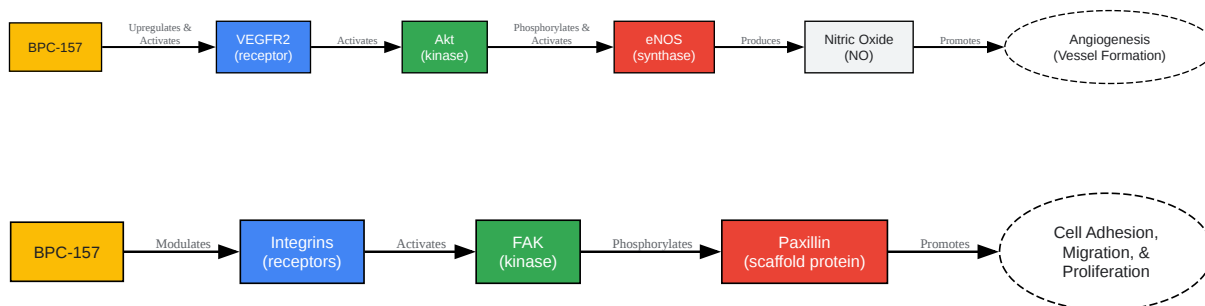 BPC-157
Upregulates &
Activates
VEGFR2
(receptor)
Activates
Akt
(kinase)
Phosphorylates &
Activates
eNOS
(synthase)
Produces
Nitric Oxide
(NO)
Promotes
Angiogenesis
(Vessel Formation)
BPC-157
Modulates
Integrins
(receptors)
Activates
FAK
(kinase)
Phosphorylates
Paxillin
(scaffold protein)
Promotes
Cell Adhesion,
Migration, &
Proliferation